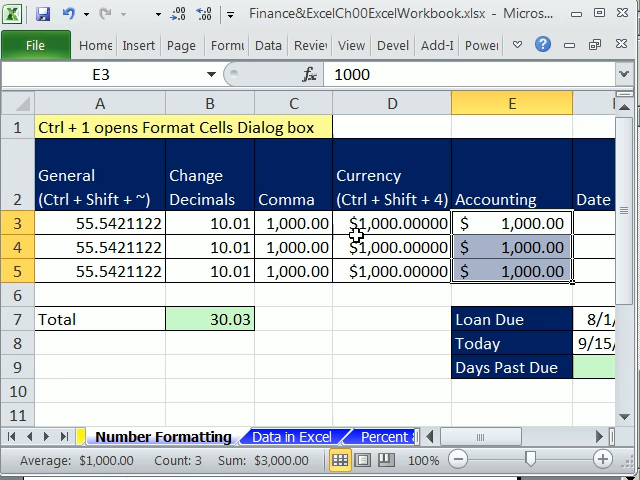 Finance&ExcelCh00ExcelWorkbook.xlsx - Micros...
File Home Insert Page Formu Data Reviev Devel Add-I Power
E3 fx 1000
A B C D E
1 Ctrl + 1 opens Format Cells Dialog box
General Change Currency
2 (Ctrl + Shift + ~) Decimals Comma (Ctrl + Shift + 4) Accounting Date
3 55.5421122 10.01 1,000.00 $1,000.00000 $ 1,000.00
4 55.5421122 10.01 1,000.00 $1,000.00000 $ 1,000.00
5 55.5421122 10.01 1,000.00 $1,000.00000 $ 1,000.00
6
7 Total 30.03 Loan Due 8/1/
8 Today 9/15/
9 Days Past Due
10
11
Number Formatting Data in Excel Percent
Average: $1,000.00 Count: 3 Sum: $3,000.00 100%